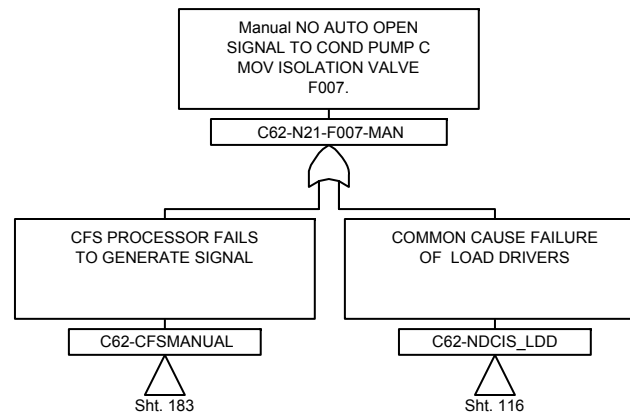 Manual NO AUTO OPEN
SIGNAL TO COND PUMP C
MOV ISOLATION VALVE
F007.
C62-N21-F007-MAN
CFS PROCESSOR FAILS
TO GENERATE SIGNAL
COMMON CAUSE FAILURE
OF LOAD DRIVERS
C62-CFSMANUAL
C62-NDCIS_LDD
Sht. 183
Sht. 116